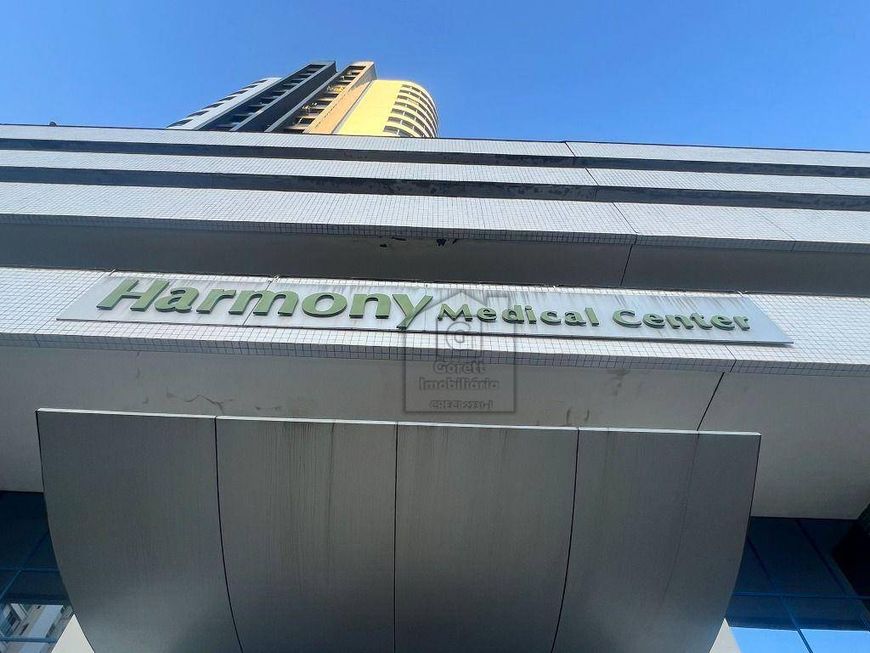 Harmony Medical Center
G
Gorett
Imobiliária